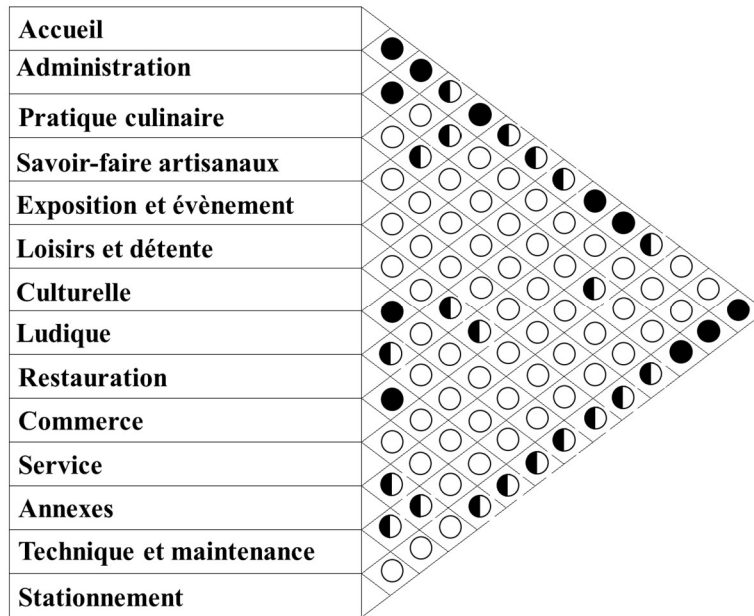 Accueil
Administration
Pratique culinaire
Savoir-faire artisanaux
Exposition et évènement
Loisirs et détente
Culturelle
Ludique
Restauration
Commerce
Service
Annexes
Technique et maintenance
Stationnement